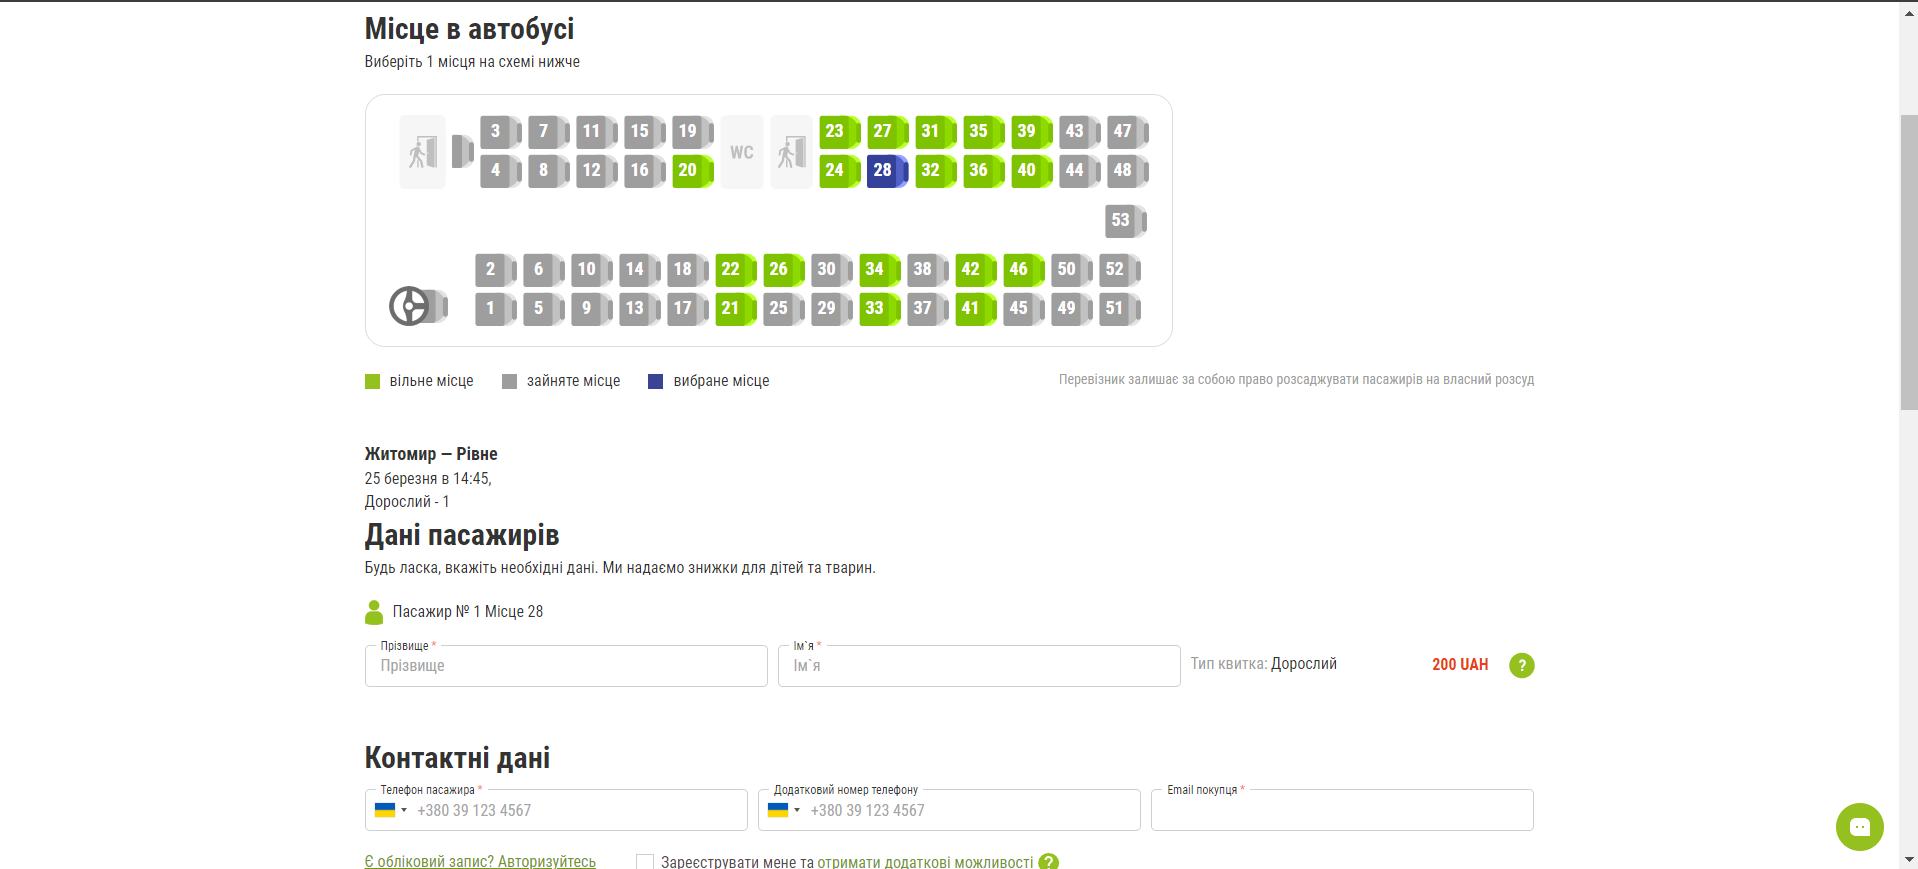 Місце в автобусі
Виберіть 1 місця на схемі нижче
3 7 11 15 19 WC 23 27 31 35 39 43 47
4 8 12 16 20 24 28 32 36 40 44 48
53
2 6 10 14 18 22 26 30 34 38 42 46 50 52
1 5 9 13 17 21 25 29 33 37 41 45 49 51
вільне місце зайняте місце вибране місце Перевізник залишає за собою право розсаджувати пасажирів на власний розсуд
Житомир — Рівне
25 березня в 14:45,
Дорослий - 1
Дані пасажирів
Будь ласка, вкажіть необхідні дані. Ми надаємо знижки для дітей та тварин.
Пасажир № 1 Місце 28
Прізвище * Ім`я *
Прізвище Ім`я Тип квитка: Дорослий 200 UAH ?
Контактні дані
Телефон пасажира * Додатковий номер телефону Email покупця *
+380 39 123 4567 +380 39 123 4567
Є обліковий запис? Авторизуйтесь Зареєструвати мене та отримати додаткові можливості ?